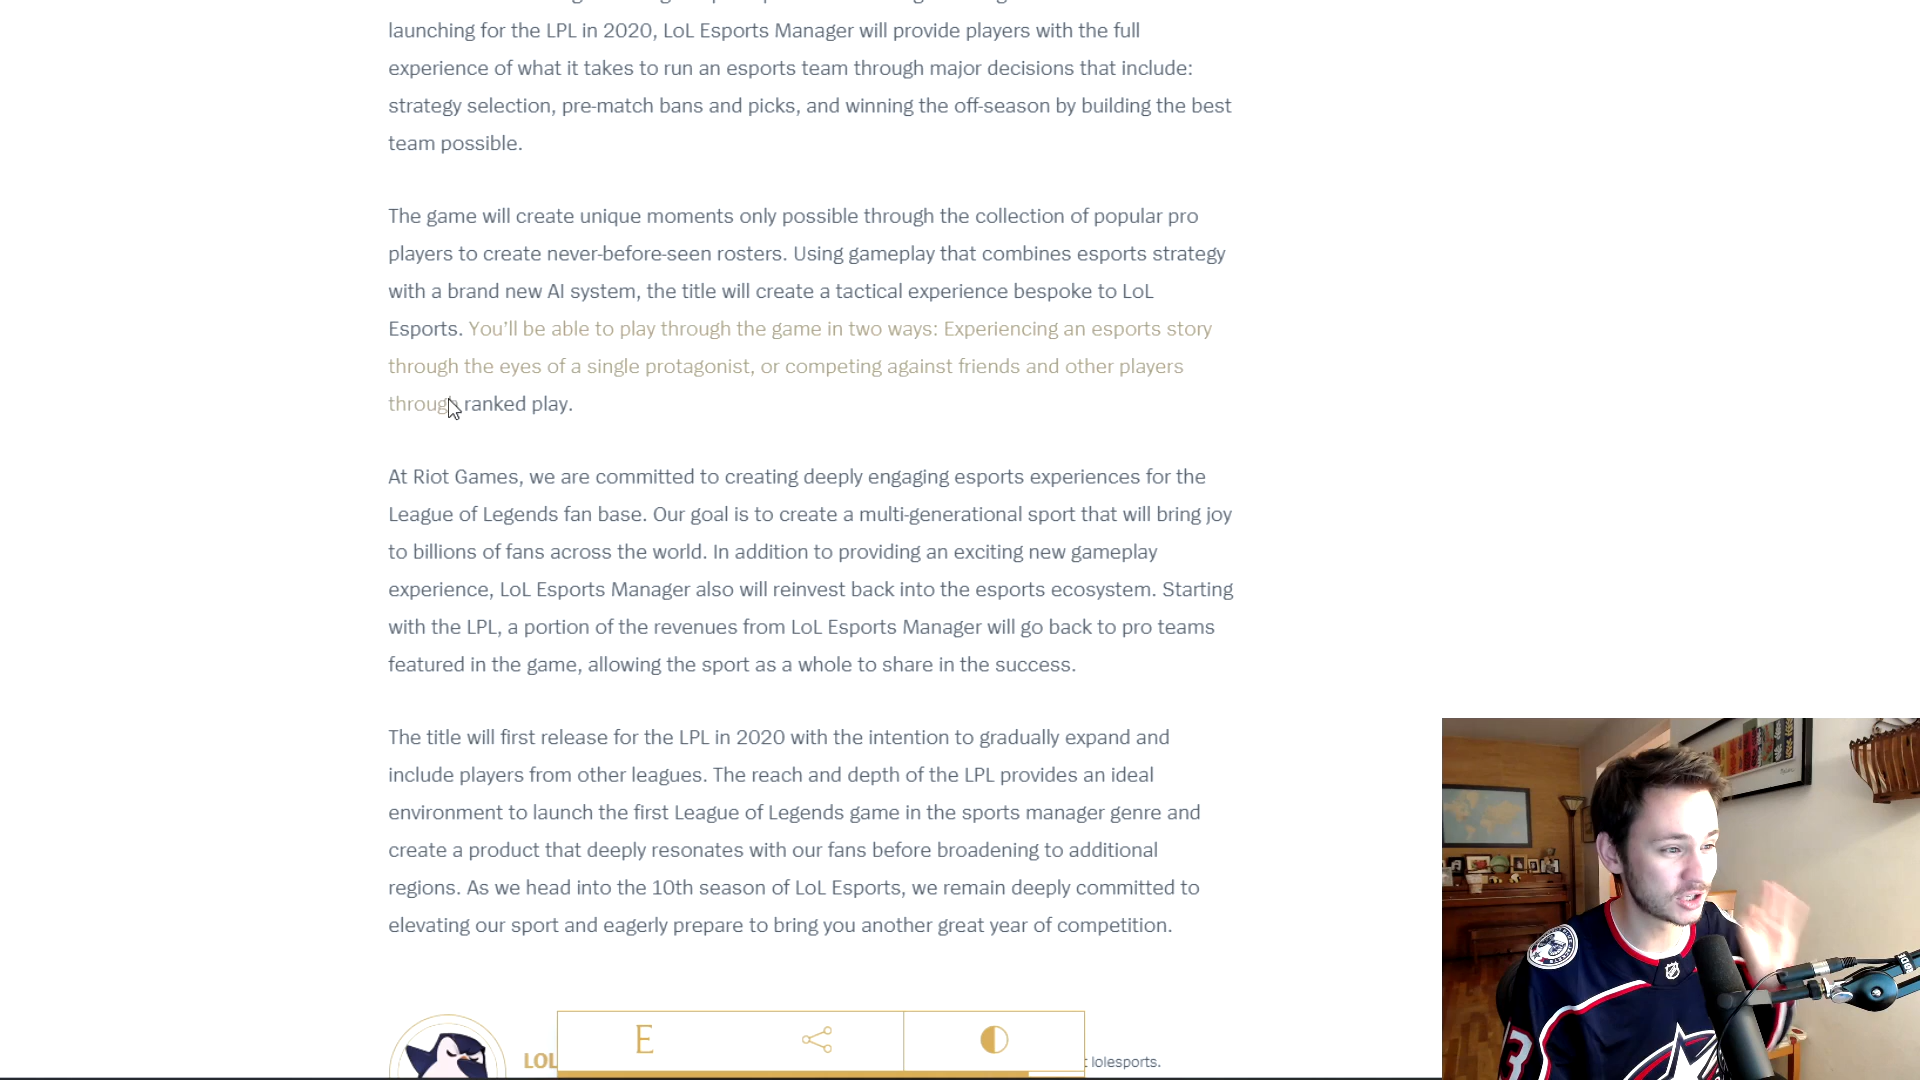 launching for the LPL in 2020, LoL Esports Manager will provide players with the full
experience of what it takes to run an esports team through major decisions that include:
strategy selection, pre-match bans and picks, and winning the off-season by building the best
team possible.
The game will create unique moments only possible through the collection of popular pro
players to create never-before-seen rosters. Using gameplay that combines esports strategy
with a brand new AI system, the title will create a tactical experience bespoke to LoL
Esports. You’ll be able to play through the game in two ways: Experiencing an esports story
through the eyes of a single protagonist, or competing against friends and other players
through ranked play.
At Riot Games, we are committed to creating deeply engaging esports experiences for the
League of Legends fan base. Our goal is to create a multi-generational sport that will bring joy
to billions of fans across the world. In addition to providing an exciting new gameplay
experience, LoL Esports Manager also will reinvest back into the esports ecosystem. Starting
with the LPL, a portion of the revenues from LoL Esports Manager will go back to pro teams
featured in the game, allowing the sport as a whole to share in the success.
The title will first release for the LPL in 2020 with the intention to gradually expand and
include players from other leagues. The reach and depth of the LPL provides an ideal
environment to launch the first League of Legends game in the sports manager genre and
create a product that deeply resonates with our fans before broadening to additional
regions. As we head into the 10th season of LoL Esports, we remain deeply committed to
elevating our sport and eagerly prepare to bring you another great year of competition.
E
LOL
lolesports.
3